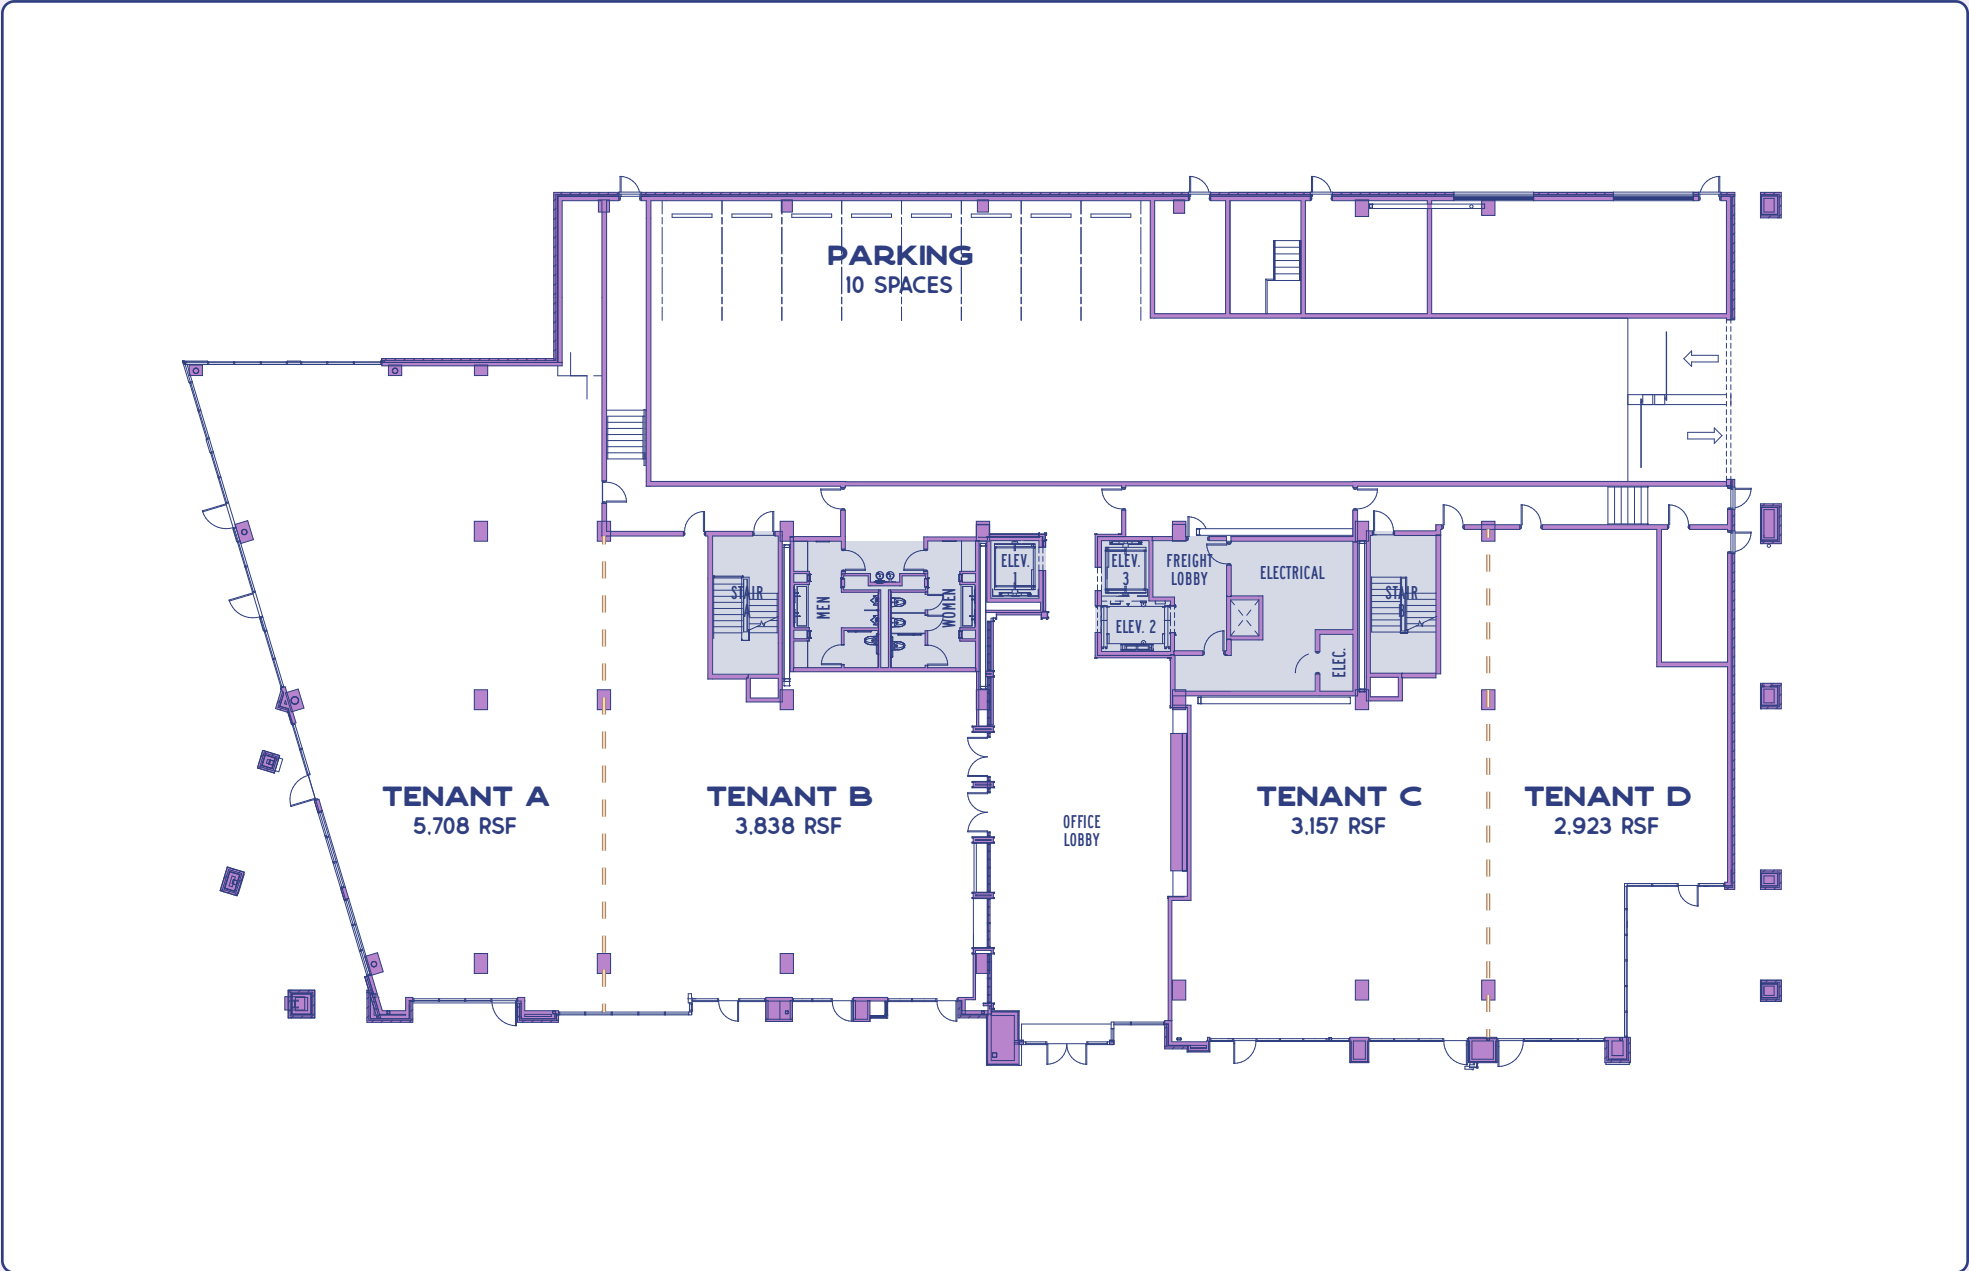 PARKING
10 SPACES
ELEV.
1
ELEV.
3
FREIGHT
LOBBY
ELECTRICAL
STAIR
MEN
WOMEN
ELEV. 2
STAIR
ELEC.
TENANT A
5,708 RSF
TENANT B
3,838 RSF
OFFICE
LOBBY
TENANT C
3,157 RSF
TENANT D
2,923 RSF